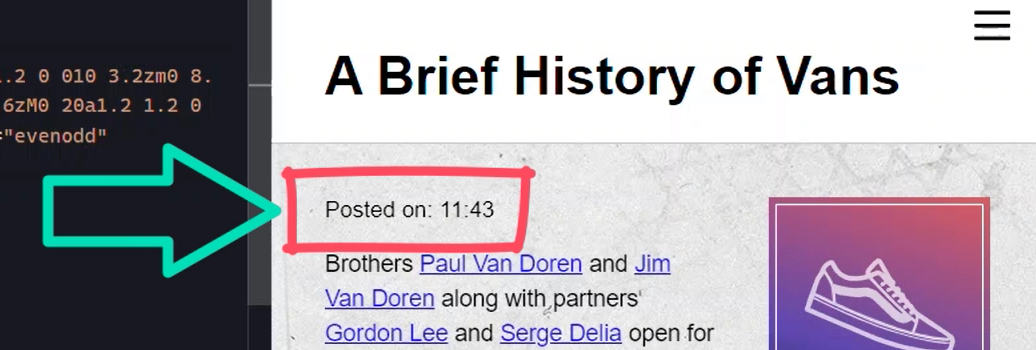 .2 0 010 3.2zm0 8.
6zM0 20a1.2 1.2 0
="evenodd"
A Brief History of Vans
Posted on: 11:43
Brothers Paul Van Doren and Jim
Van Doren along with partners
Gordon Lee and Serge Delia open for